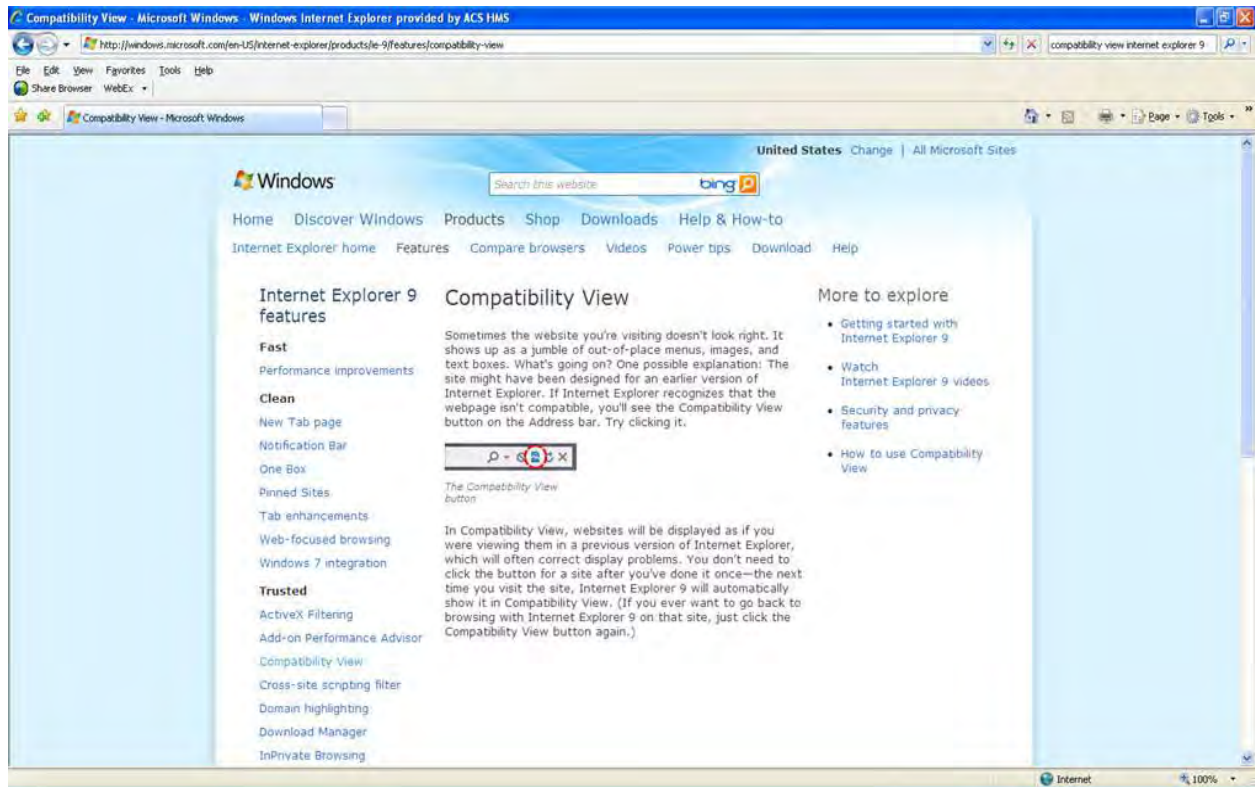 Compatibility View - Microsoft Windows - Windows Internet Explorer provided by ACS HMS
http://windows.microsoft.com/en-US/internet-explorer/products/ie-9/features/compatibility-view
compatibility view internet explorer 9
File Edit View Favorites Tools Help
Share Browser WebEx
Compatibility View - Microsoft Windows
Page Tools
United States Change | All Microsoft Sites
Windows
Search this website
bing
Home Discover Windows Products Shop Downloads Help & How-to
Internet Explorer home Features Compare browsers Videos Power tips Download Help
Internet Explorer 9
features
Fast
Performance improvements
Clean
New Tab page
Notification Bar
One Box
Pinned Sites
Tab enhancements
Web-focused browsing
Windows 7 integration
Trusted
ActiveX Filtering
Add-on Performance Advisor
Compatibility View
Cross-site scripting filter
Domain highlighting
Download Manager
InPrivate Browsing
Compatibility View
Sometimes the website you're visiting doesn't look right. It
shows up as a jumble of out-of-place menus, images, and
text boxes. What's going on? One possible explanation: The
site might have been designed for an earlier version of
Internet Explorer. If Internet Explorer recognizes that the
webpage isn't compatible, you'll see the Compatibility View
button on the Address bar. Try clicking it.
The Compatibility View
button
In Compatibility View, websites will be displayed as if you
were viewing them in a previous version of Internet Explorer,
which will often correct display problems. You don't need to
click the button for a site after you've done it once—the next
time you visit the site, Internet Explorer 9 will automatically
show it in Compatibility View. (If you ever want to go back to
browsing with Internet Explorer 9 on that site, just click the
Compatibility View button again.)
More to explore
• Getting started with
Internet Explorer 9
• Watch
Internet Explorer 9 videos
• Security and privacy
features
• How to use Compatibility
View
Internet
100%